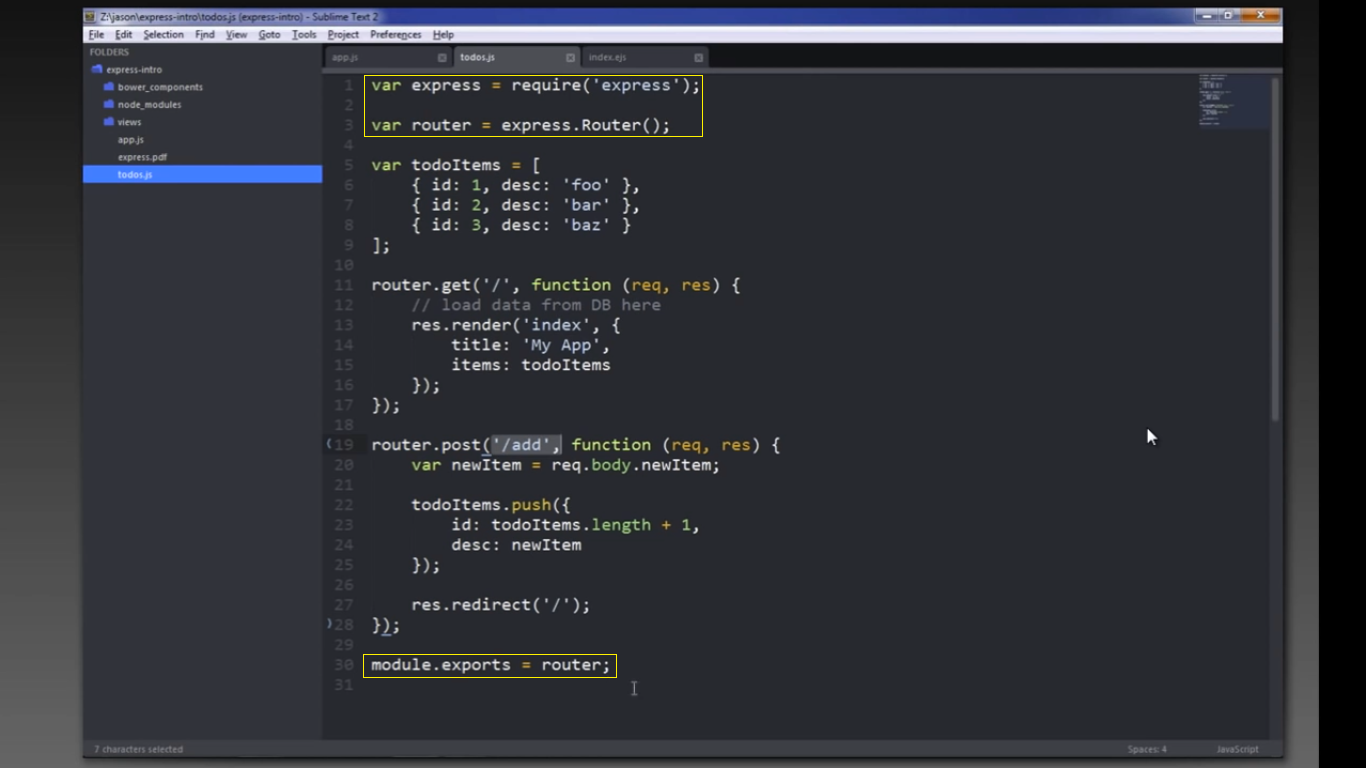 Z:\jason\express-intro\todos.js (express-intro) - Sublime Text 2
File Edit Selection Find View Goto Tools Project Preferences Help
FOLDERS
express-intro
bower_components
node_modules
views
app.js
express.pdf
todos.js
app.js todos.js index.ejs
1 var express = require('express');
2
3 var router = express.Router();
4
5 var todoItems = [
6     { id: 1, desc: 'foo' },
7     { id: 2, desc: 'bar' },
8     { id: 3, desc: 'baz' }
9 ];
10
11 router.get('/', function (req, res) {
12     // load data from DB here
13     res.render('index', {
14         title: 'My App',
15         items: todoItems
16     });
17 });
18
19 router.post('/add', function (req, res) {
20     var newItem = req.body.newItem;
21
22     todoItems.push({
23         id: todoItems.length + 1,
24         desc: newItem
25     });
26
27     res.redirect('/');
28 });
29
30 module.exports = router;
31
7 characters selected Spaces: 4 JavaScript